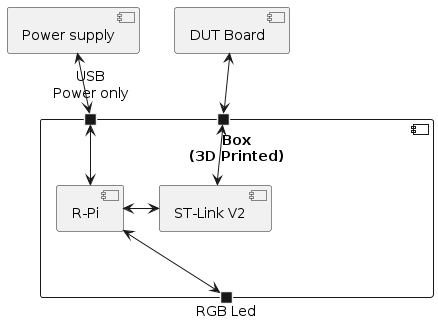 Power supply
DUT Board
USB
Power only
Box
(3D Printed)
R-Pi
ST-Link V2
RGB Led